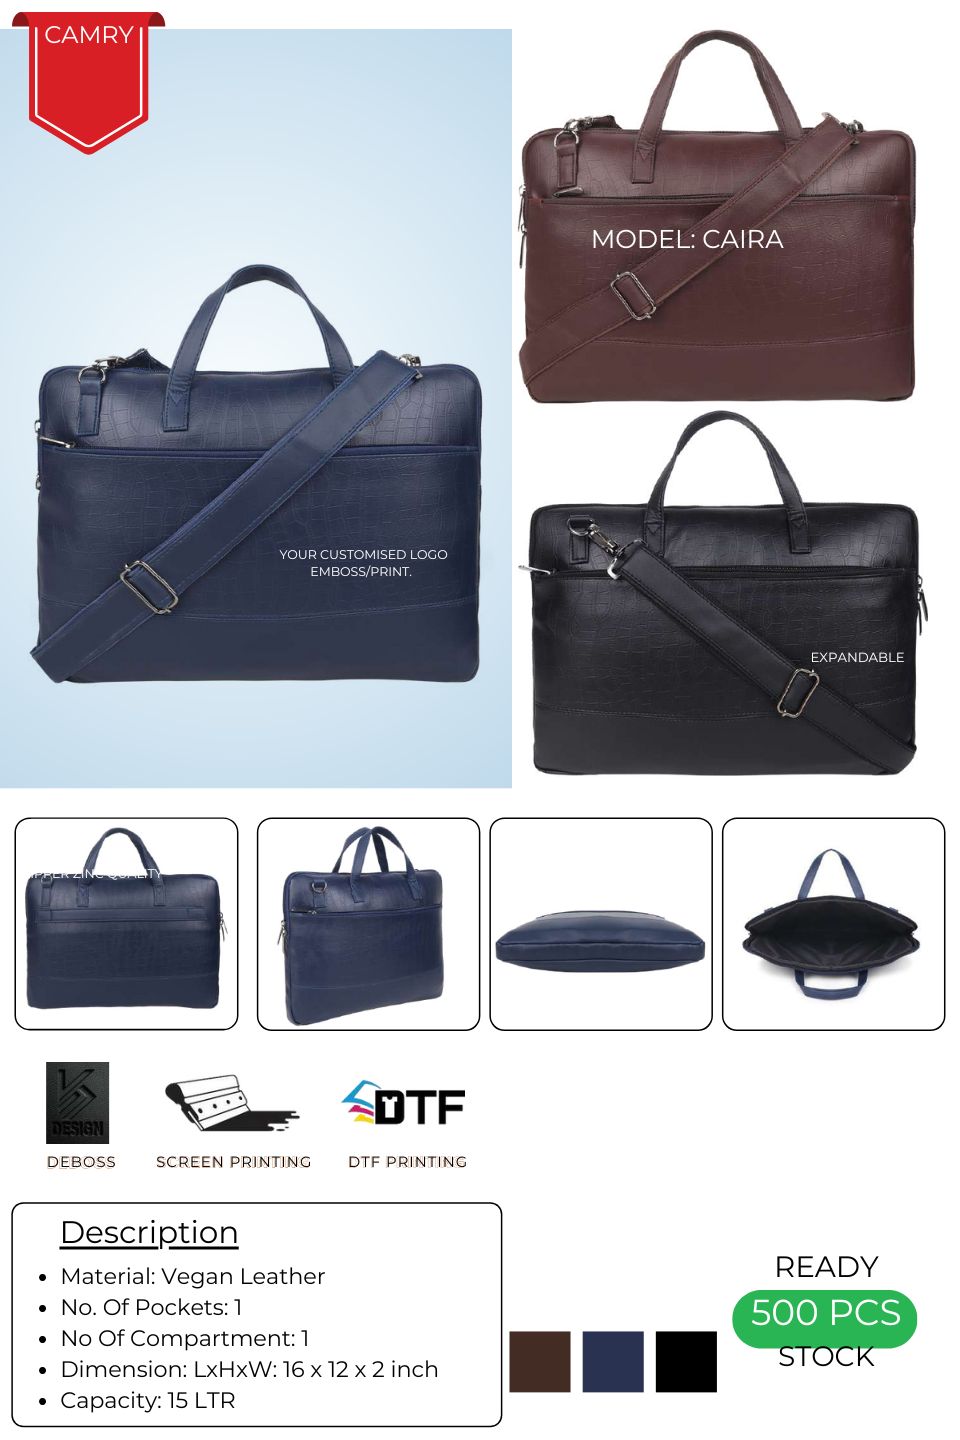 CAMRY
MODEL: CAIRA
YOUR CUSTOMISED LOGO
EMBOSS/PRINT.
EXPANDABLE
ZINC QUALITY
DESIGN
DTF
DEBOSS
SCREEN PRINTING
DTF PRINTING
Description
• Material: Vegan Leather
• No. Of Pockets: 1
• No Of Compartment: 1
• Dimension: LxHxW: 16 x 12 x 2 inch
• Capacity: 15 LTR
READY
500 PCS
STOCK